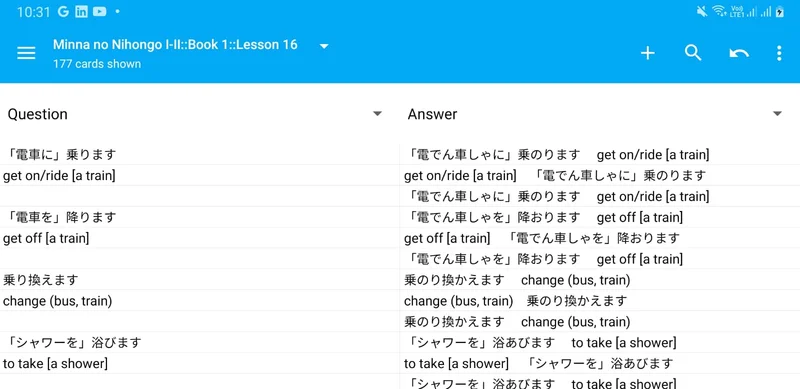 10:31
Vo) LTE1
Minna no Nihongo I-II::Book 1::Lesson 16
177 cards shown
Question Answer
「電車に」乗ります 「電でん車しゃに」乗のります get on/ride [a train]
get on/ride [a train] get on/ride [a train] 「電でん車しゃに」乗のります
「電でん車しゃに」乗のります get on/ride [a train]
「電車を」降ります 「電でん車しゃを」降おります get off [a train]
get off [a train] get off [a train] 「電でん車しゃを」降おります
「電でん車しゃを」降おります get off [a train]
乗り換えます 乗のり換かえます change (bus, train)
change (bus, train) change (bus, train) 乗のり換かえます
乗のり換かえます change (bus, train)
「シャワーを」浴びます 「シャワーを」浴あびます to take [a shower]
to take [a shower] to take [a shower] 「シャワーを」浴あびます
「シャワーを」浴あびます to take [a shower]